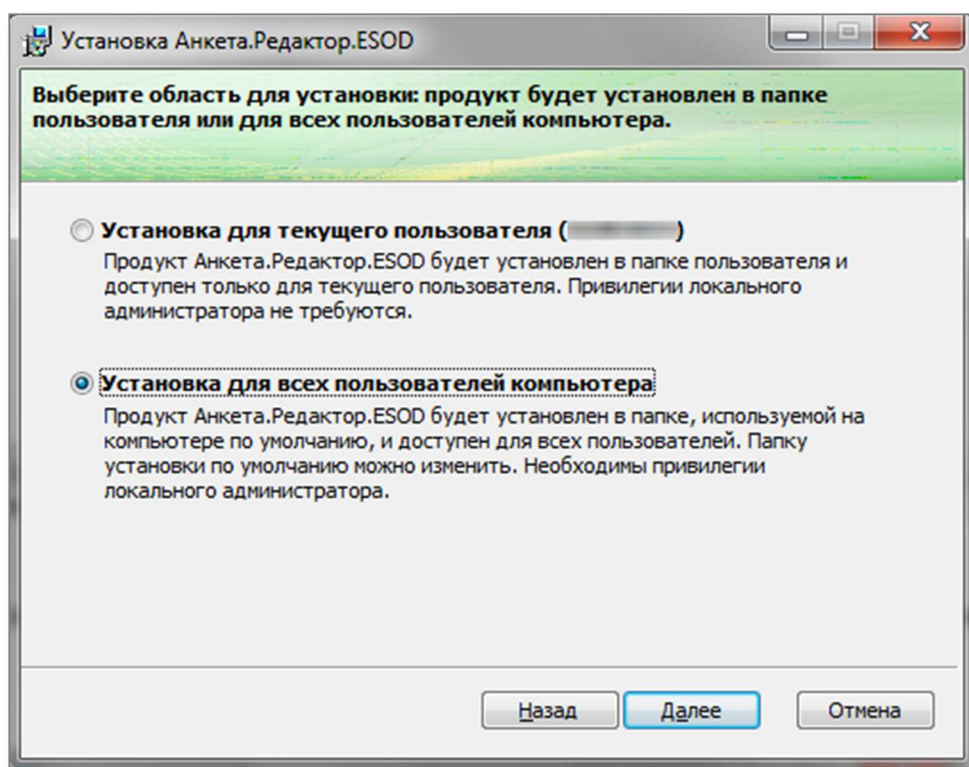 Установка Анкета.Редактор.ESOD
Выберите область для установки: продукт будет установлен в папке
пользователя или для всех пользователей компьютера.
Установка для текущего пользователя ( )
Продукт Анкета.Редактор.ESOD будет установлен в папке пользователя и
доступен только для текущего пользователя. Привилегии локального
администратора не требуются.
Установка для всех пользователей компьютера
Продукт Анкета.Редактор.ESOD будет установлен в папке, используемой на
компьютере по умолчанию, и доступен для всех пользователей. Папку
установки по умолчанию можно изменить. Необходимы привилегии
локального администратора.
Назад Далее Отмена